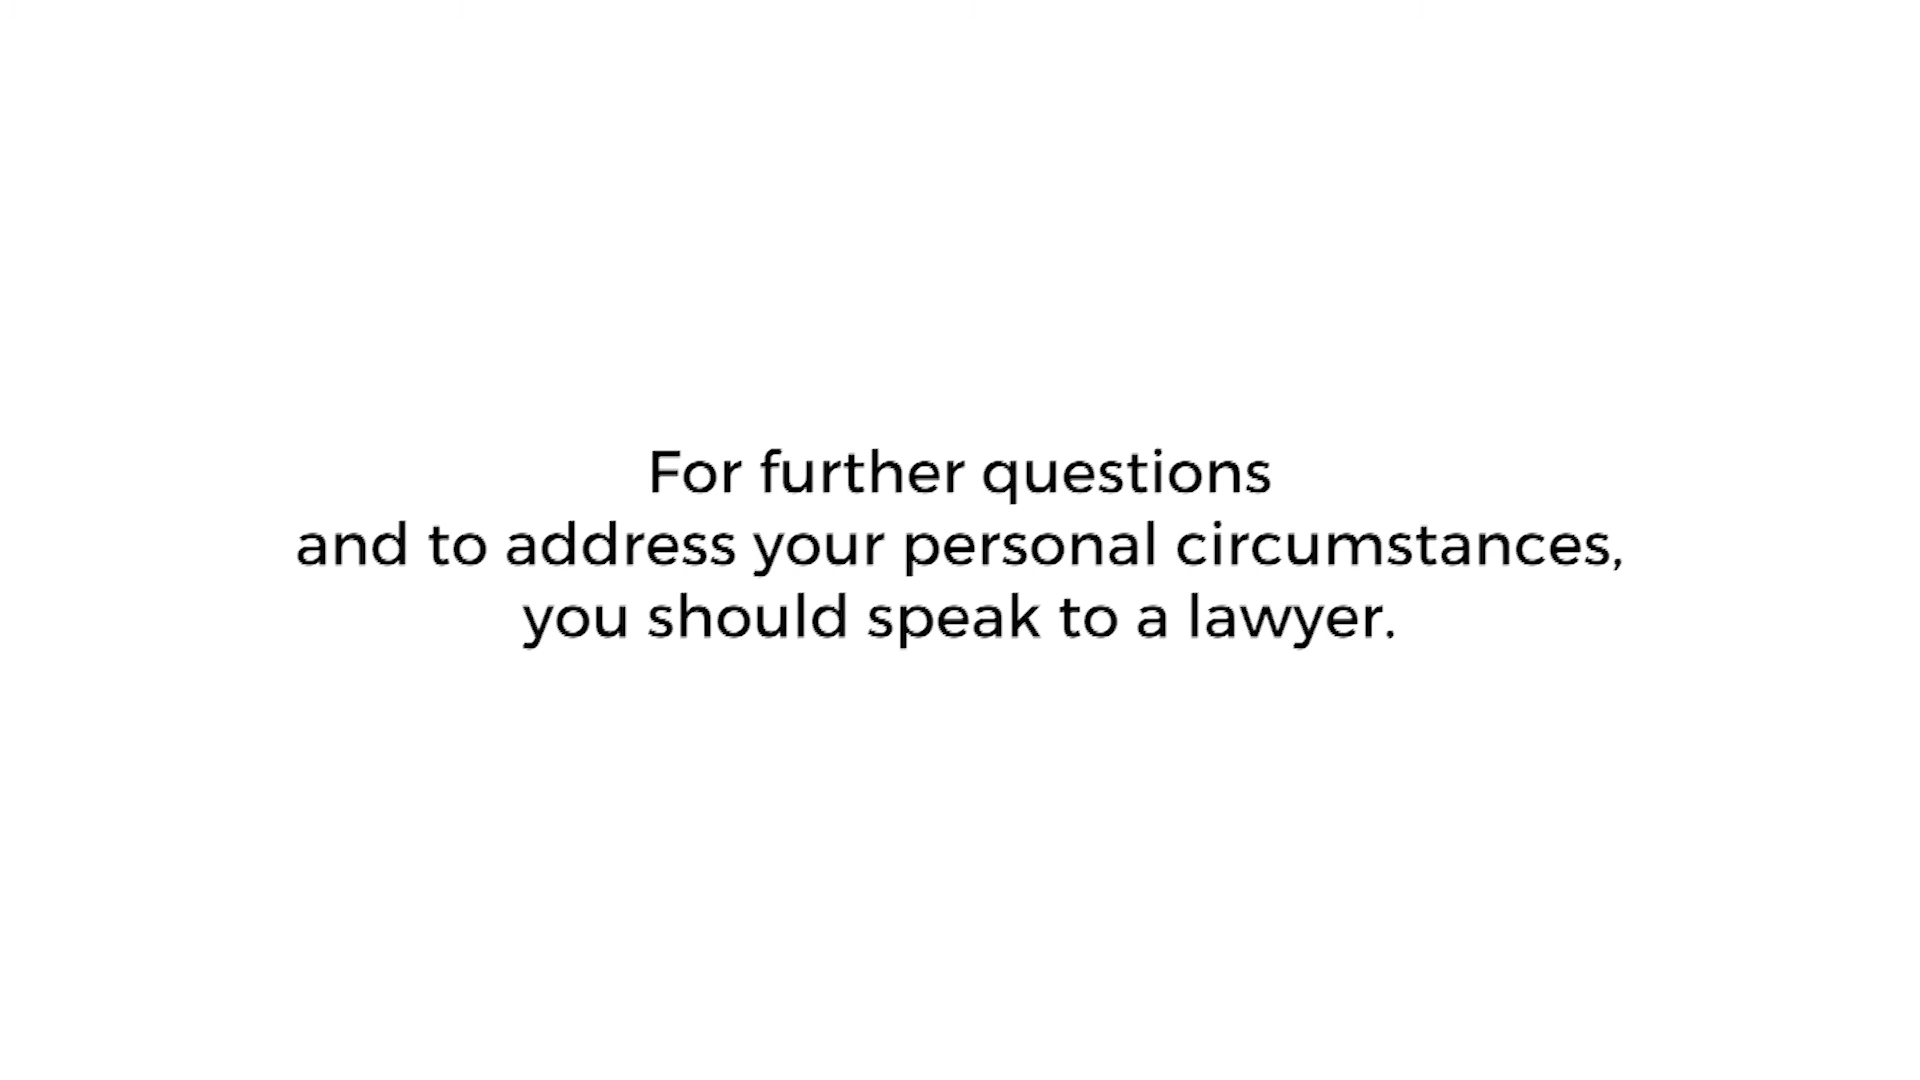 For further questions
and to address your personal circumstances,
you should speak to a lawyer.